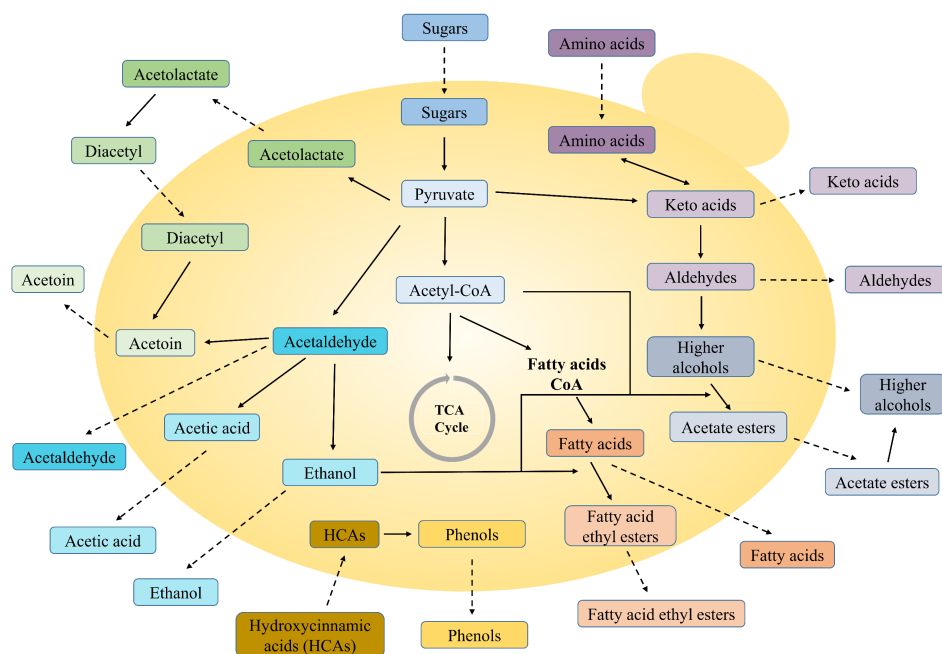 Sugars
Amino acids
Acetolactate
Sugars
Amino acids
Diacetyl
Acetolactate
Keto acids
Pyruvate
Keto acids
Diacetyl
Acetoin
Acetyl-CoA
Aldehydes
Aldehydes
Acetoin
Acetaldehyde
Higher
alcohols
Fatty acids
CoA
Higher
alcohols
TCA
Cycle
Acetic acid
Acetate esters
Fatty acids
Acetaldehyde
Ethanol
Acetate esters
Acetic acid
HCAs
Phenols
Fatty acid
ethyl esters
Fatty acids
Ethanol
Fatty acid ethyl esters
Hydroxycinnamic
acids (HCAs)
Phenols